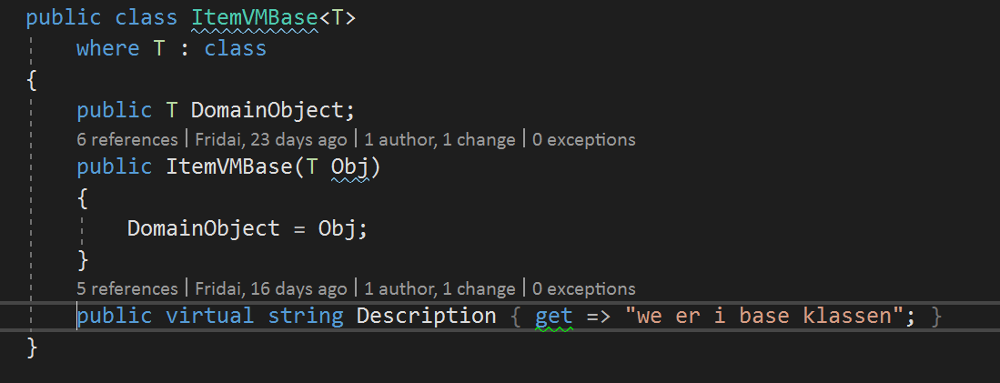 public class ItemVMBase<T>
where T : class
{
public T DomainObject;
6 references | Fridai, 23 days ago | 1 author, 1 change | 0 exceptions
public ItemVMBase(T Obj)
{
DomainObject = Obj;
}
5 references | Fridai, 16 days ago | 1 author, 1 change | 0 exceptions
public virtual string Description { get => "we er i base klassen"; }
}